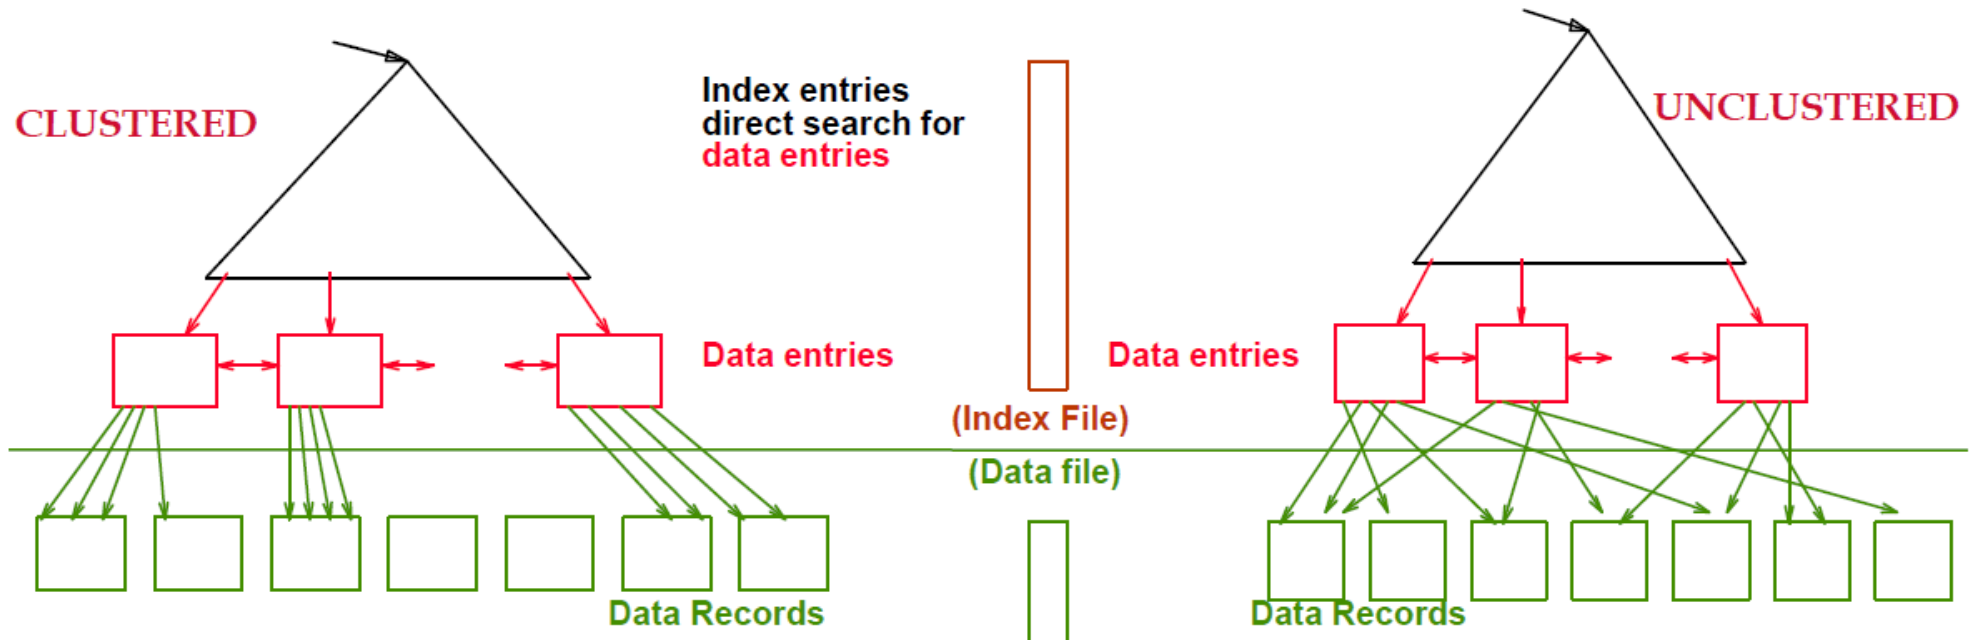 CLUSTERED
Index entries
direct search for
data entries
UNCLUSTERED
Data entries
Data entries
(Index File)
(Data file)
Data Records
Data Records